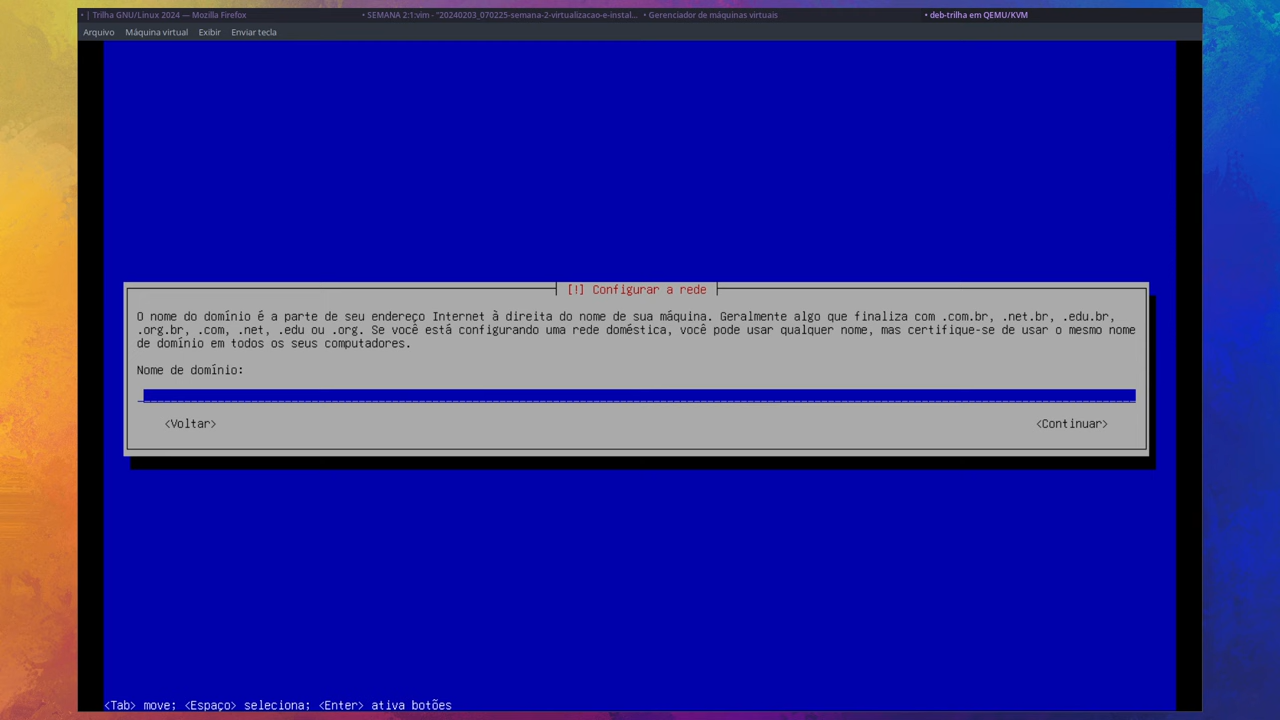 • | Trilha GNU/Linux 2024 — Mozilla Firefox • SEMANA 2:1:vim - "20240203_070225-semana-2-virtualizacao-e-instal... • Gerenciador de máquinas virtuais • deb-trilha em QEMU/KVM
Arquivo Máquina virtual Exibir Enviar tecla
[!] Configurar a rede
O nome do domínio é a parte de seu endereço Internet à direita do nome de sua máquina. Geralmente algo que finaliza com .com.br, .net.br, .edu.br,
.org.br, .com, .net, .edu ou .org. Se você está configurando uma rede doméstica, você pode usar qualquer nome, mas certifique-se de usar o mesmo nome
de domínio em todos os seus computadores.
Nome de domínio:
<Voltar> <Continuar>
<Tab> move; <Espaço> seleciona; <Enter> ativa botões